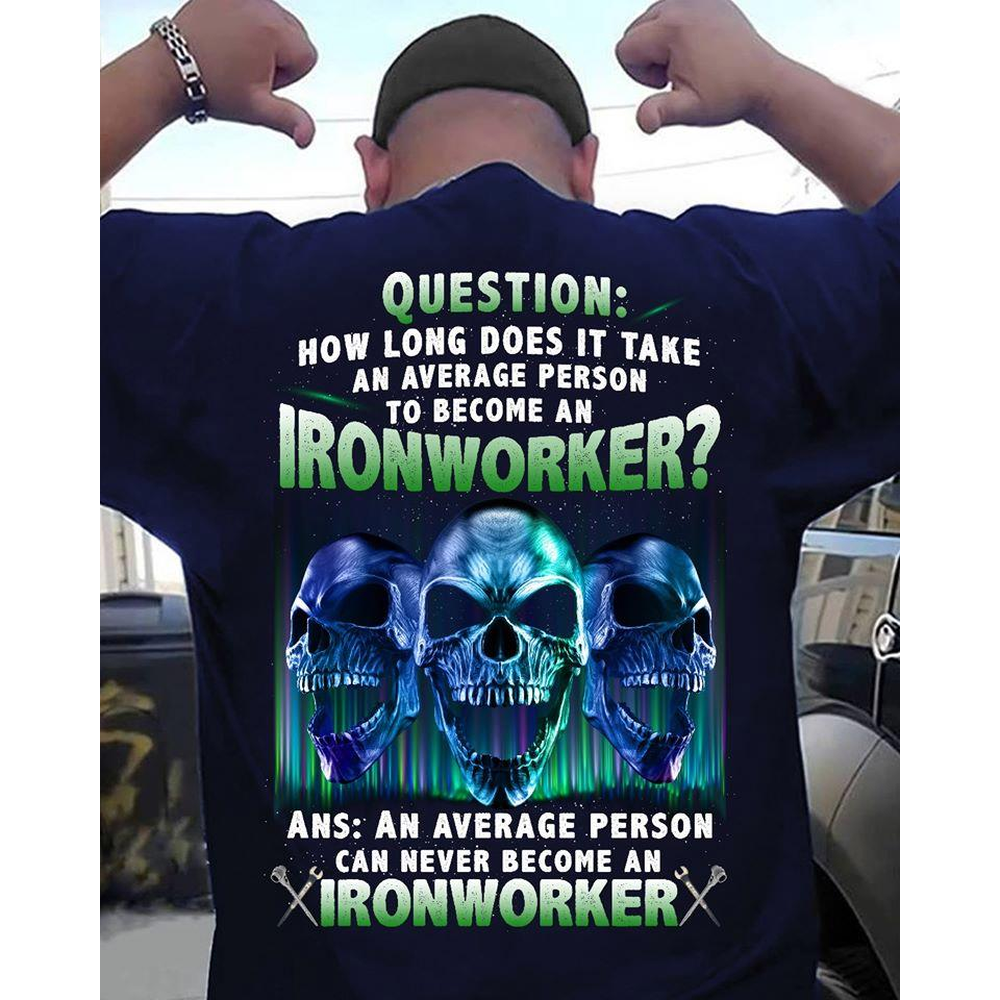 QUESTION:
HOW LONG DOES IT TAKE
AN AVERAGE PERSON
TO BECOME AN
IRONWORKER?
ANS: AN AVERAGE PERSON
CAN NEVER BECOME AN
IRONWORKER